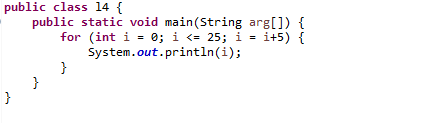 public class l4 {
    public static void main(String arg[]) {
        for (int i = 0; i <= 25; i = i+5) {
            System.out.println(i);
        }
    }
}